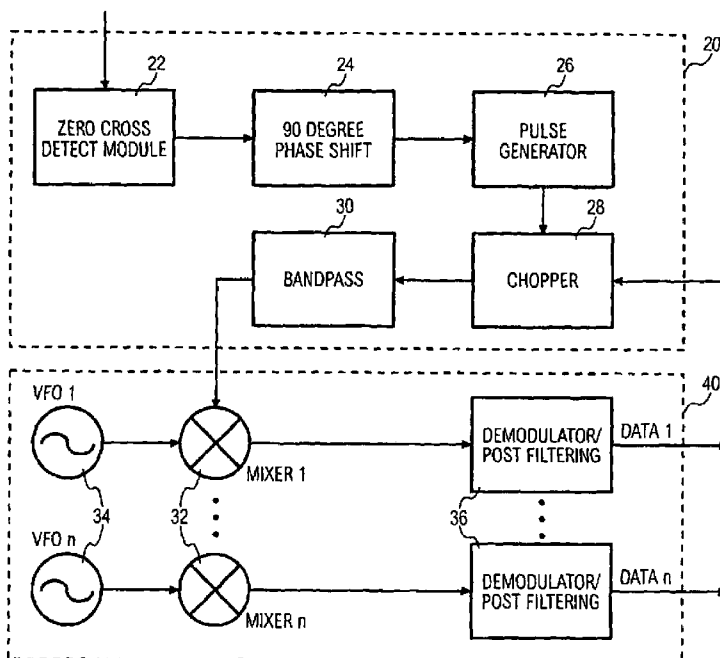 22
24
26
20
ZERO CROSS
DETECT MODULE
90 DEGREE
PHASE SHIFT
PULSE
GENERATOR
30
28
BANDPASS
CHOPPER
40
VFO 1
MIXER 1
DEMODULATOR/
POST FILTERING
DATA 1
34
32
36
VFO n
MIXER n
DEMODULATOR/
POST FILTERING
DATA n